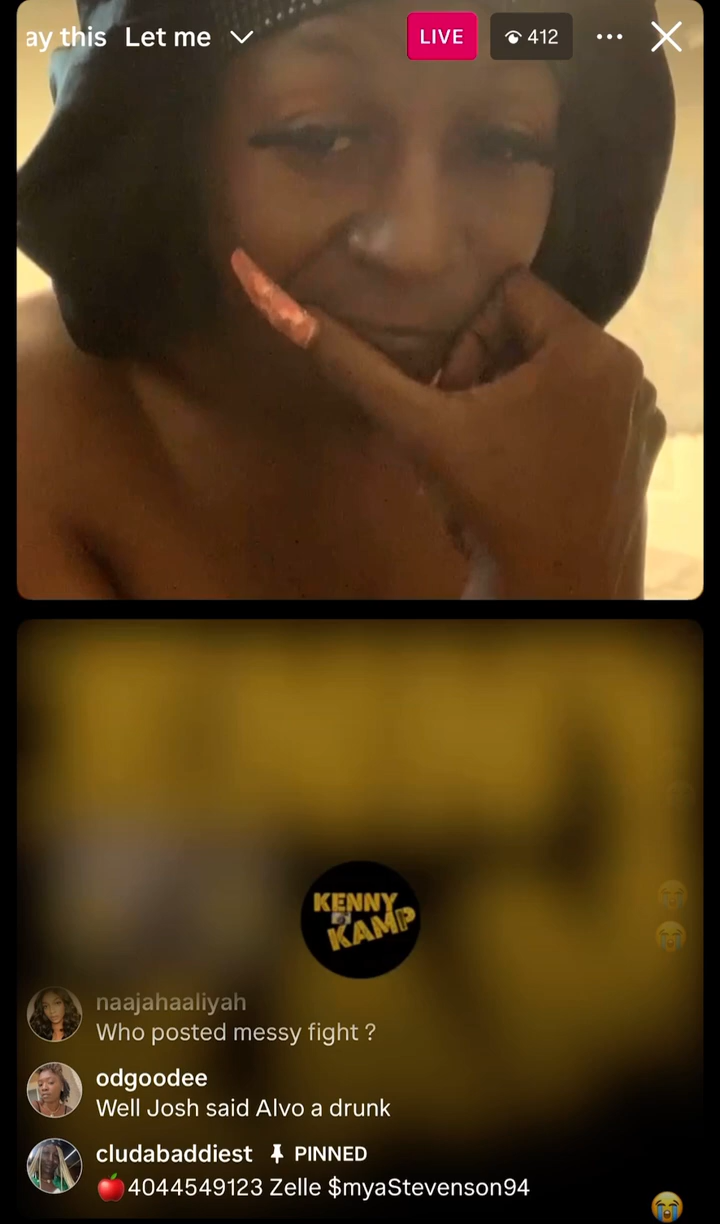 ay this Let me
LIVE
412
KENNY
KAMP
naajahaaliyah
Who posted messy fight ?
odgoodee
Well Josh said Alvo a drunk
cludabaddiest PINNED
🍎4044549123 Zelle $myaStevenson94